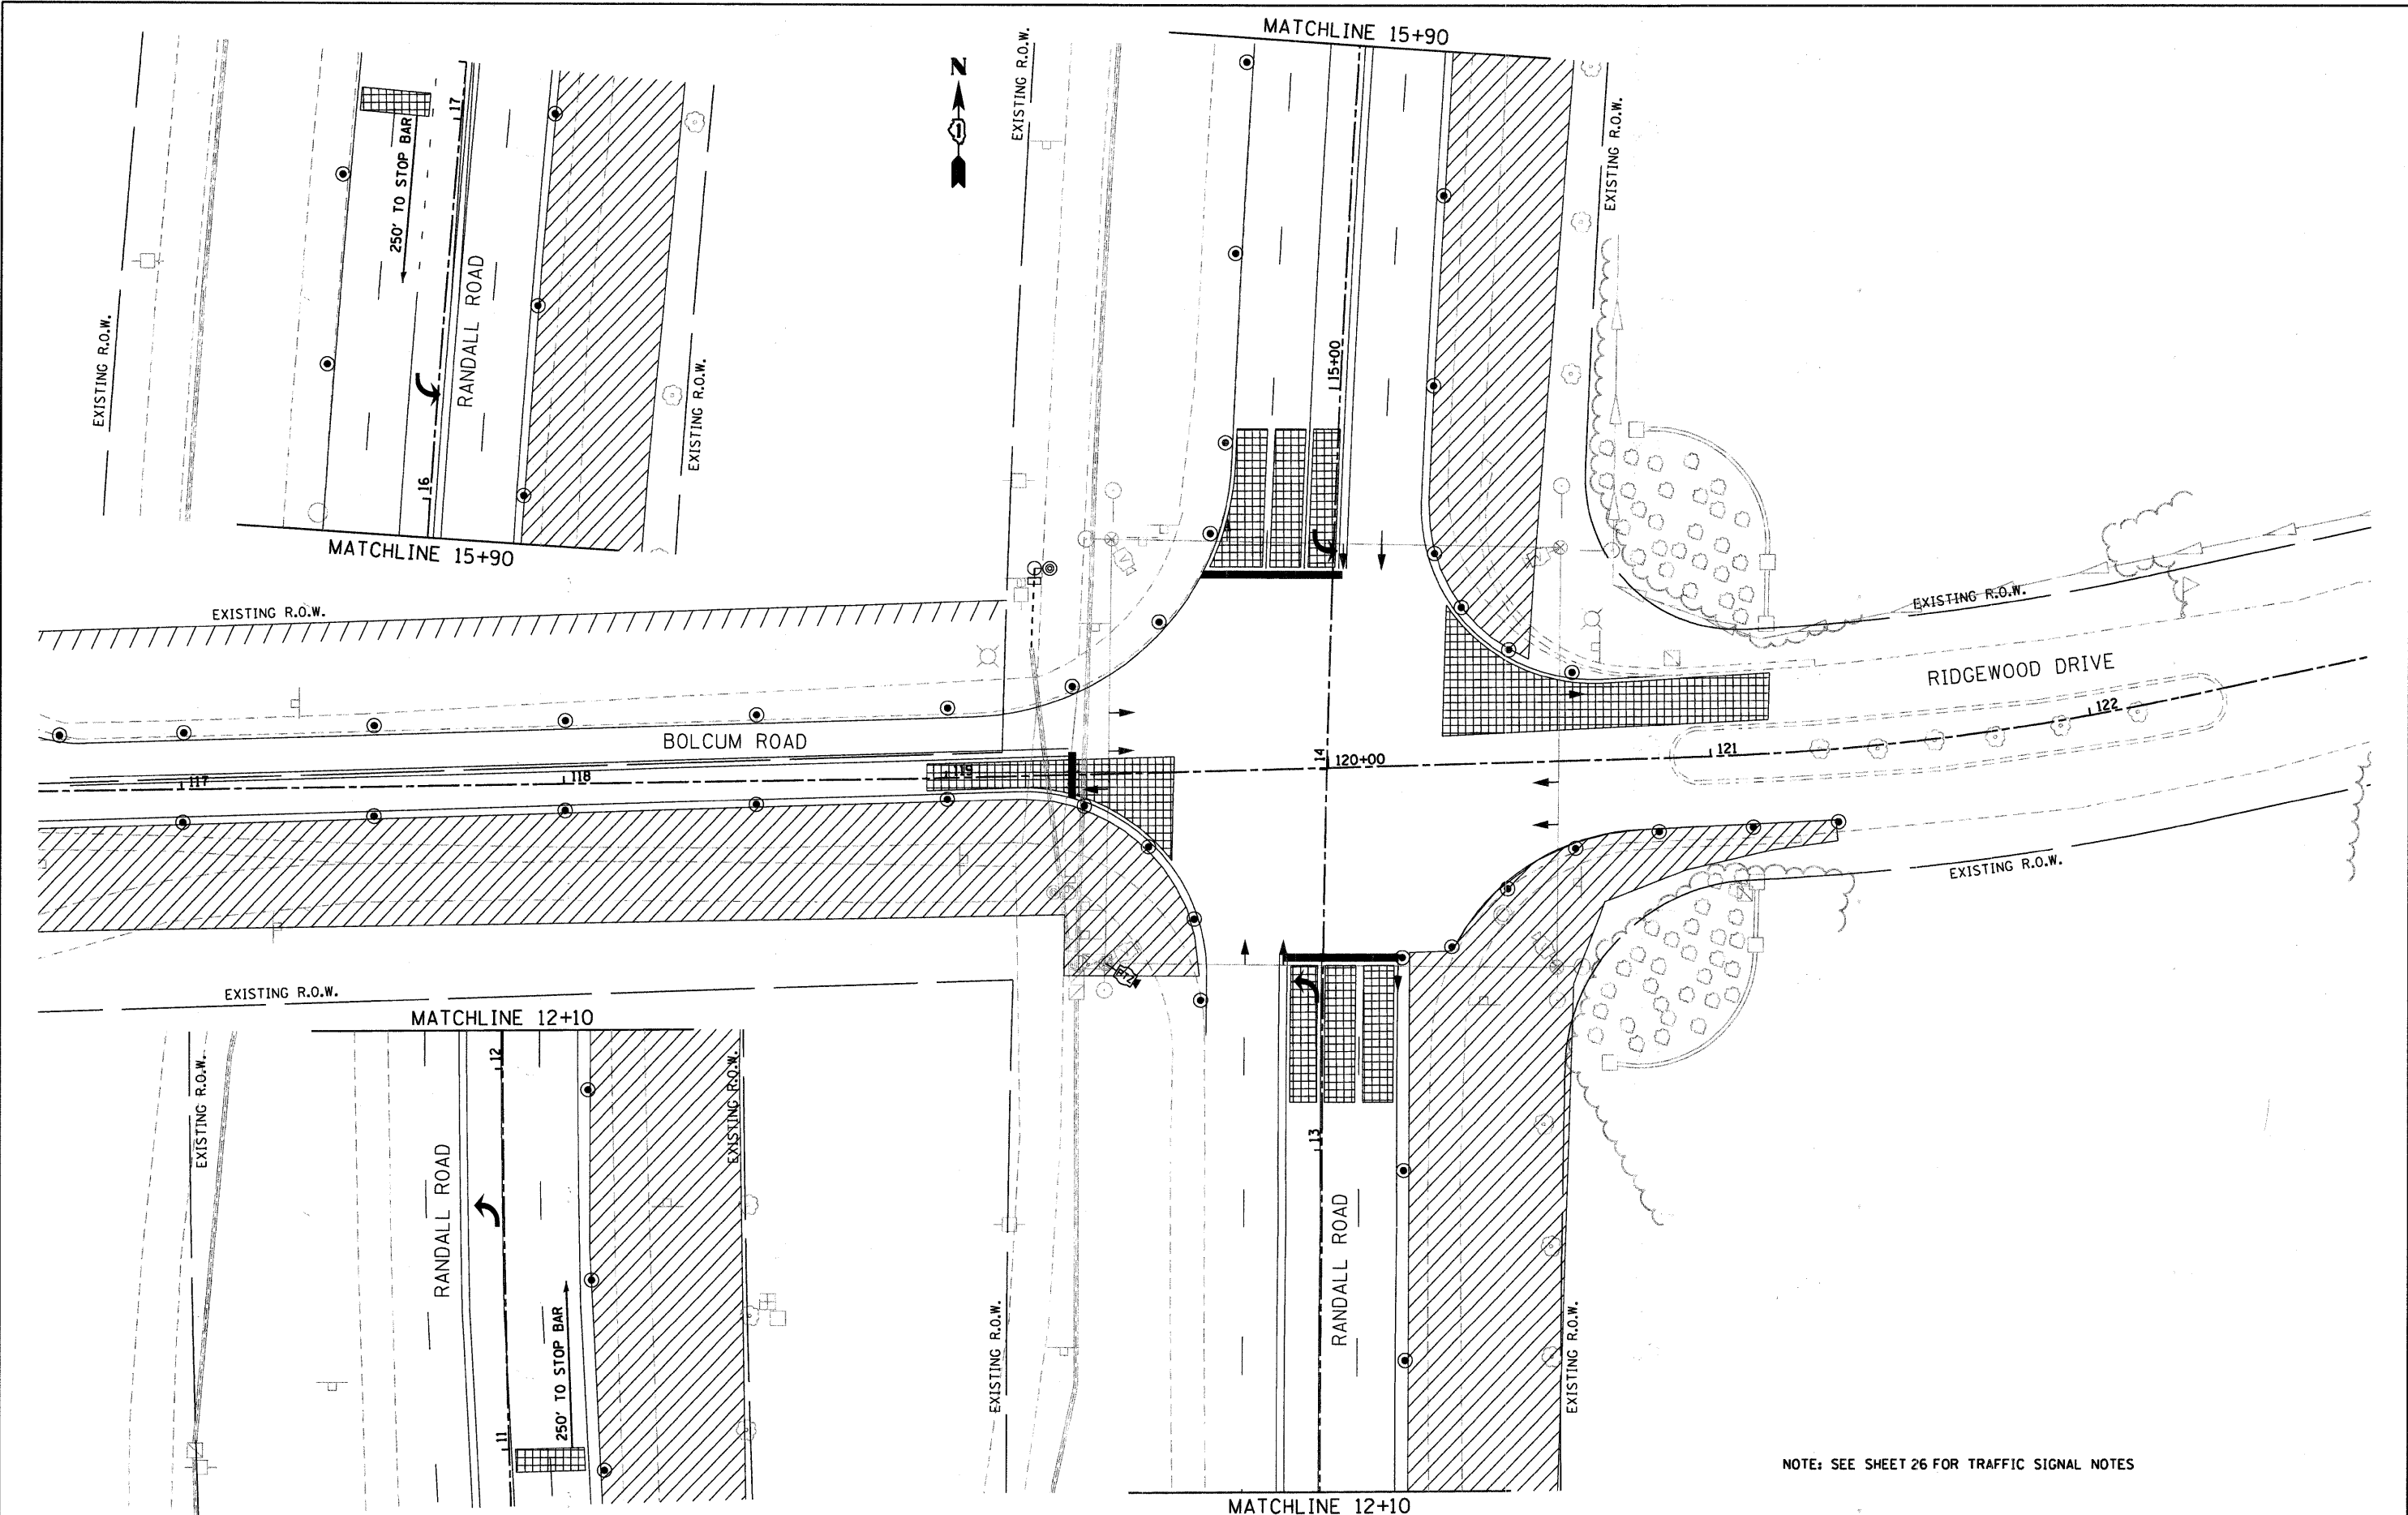 MATCHLINE 15+90
N
EXISTING R.O.W.
EXISTING R.O.W.
17
250' TO STOP BAR
RANDALL ROAD
EXISTING R.O.W.
EXISTING R.O.W.
16
MATCHLINE 15+90
15+00
EXISTING R.O.W.
EXISTING R.O.W.
RIDGEWOOD DRIVE
BOLCUM ROAD
117
118
119
14
120+00
121
122
EXISTING R.O.W.
EXISTING R.O.W.
MATCHLINE 12+10
EXISTING R.O.W.
12
EXISTING R.O.W.
RANDALL ROAD
11
250' TO STOP BAR
13
RANDALL ROAD
EXISTING R.O.W.
EXISTING R.O.W.
MATCHLINE 12+10
NOTE: SEE SHEET 26 FOR TRAFFIC SIGNAL NOTES